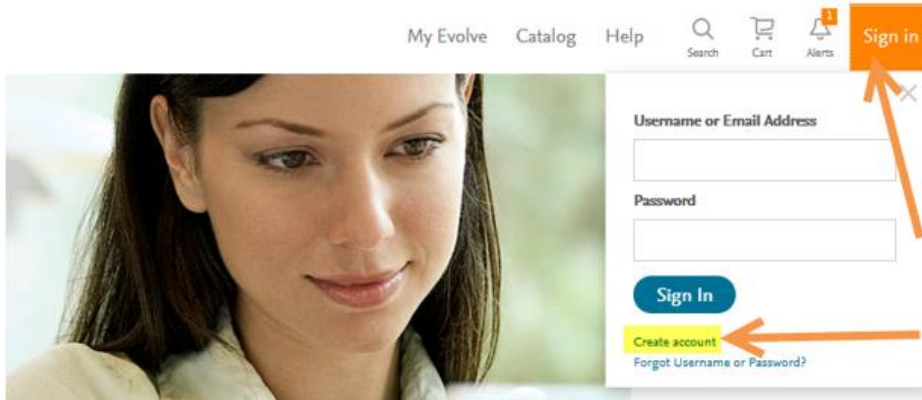 My Evolve Catalog Help Search Cart Alerts 1 Sign in
Username or Email Address
Password
Sign In
Create account
Forgot Username or Password?